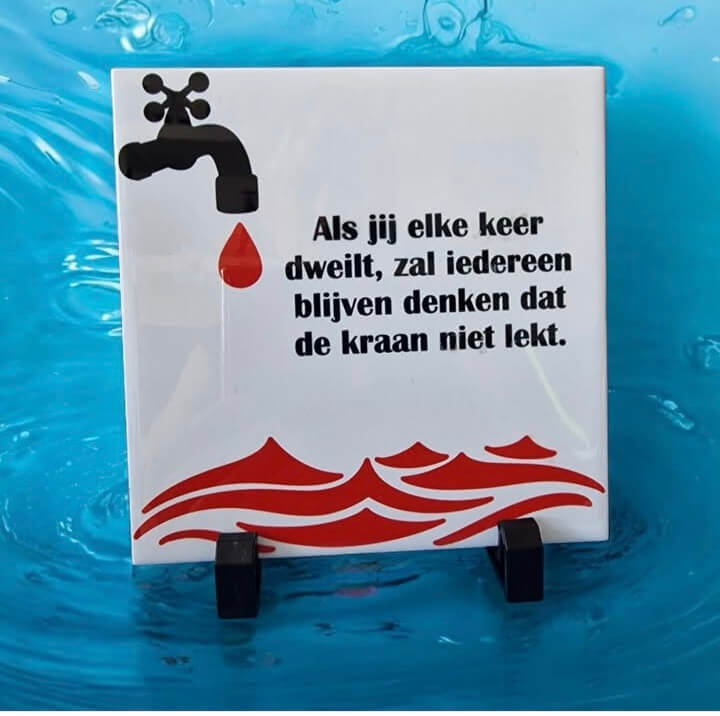 Als jij elke keer
dweilt, zal iedereen
blijven denken dat
de kraan niet lekt.